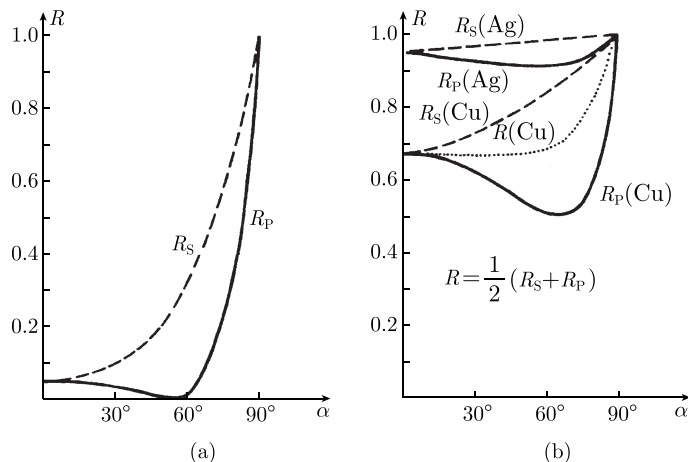 R
1.0
0.8
0.6
0.4
0.2
R_S
R_P
30°
60°
90°
α
(a)
R
1.0
0.8
0.6
0.4
0.2
R_S(Ag)
R_P(Ag)
R_S(Cu)
R(Cu)
R_P(Cu)
R = 1/2 (R_S + R_P)
30°
60°
90°
α
(b)